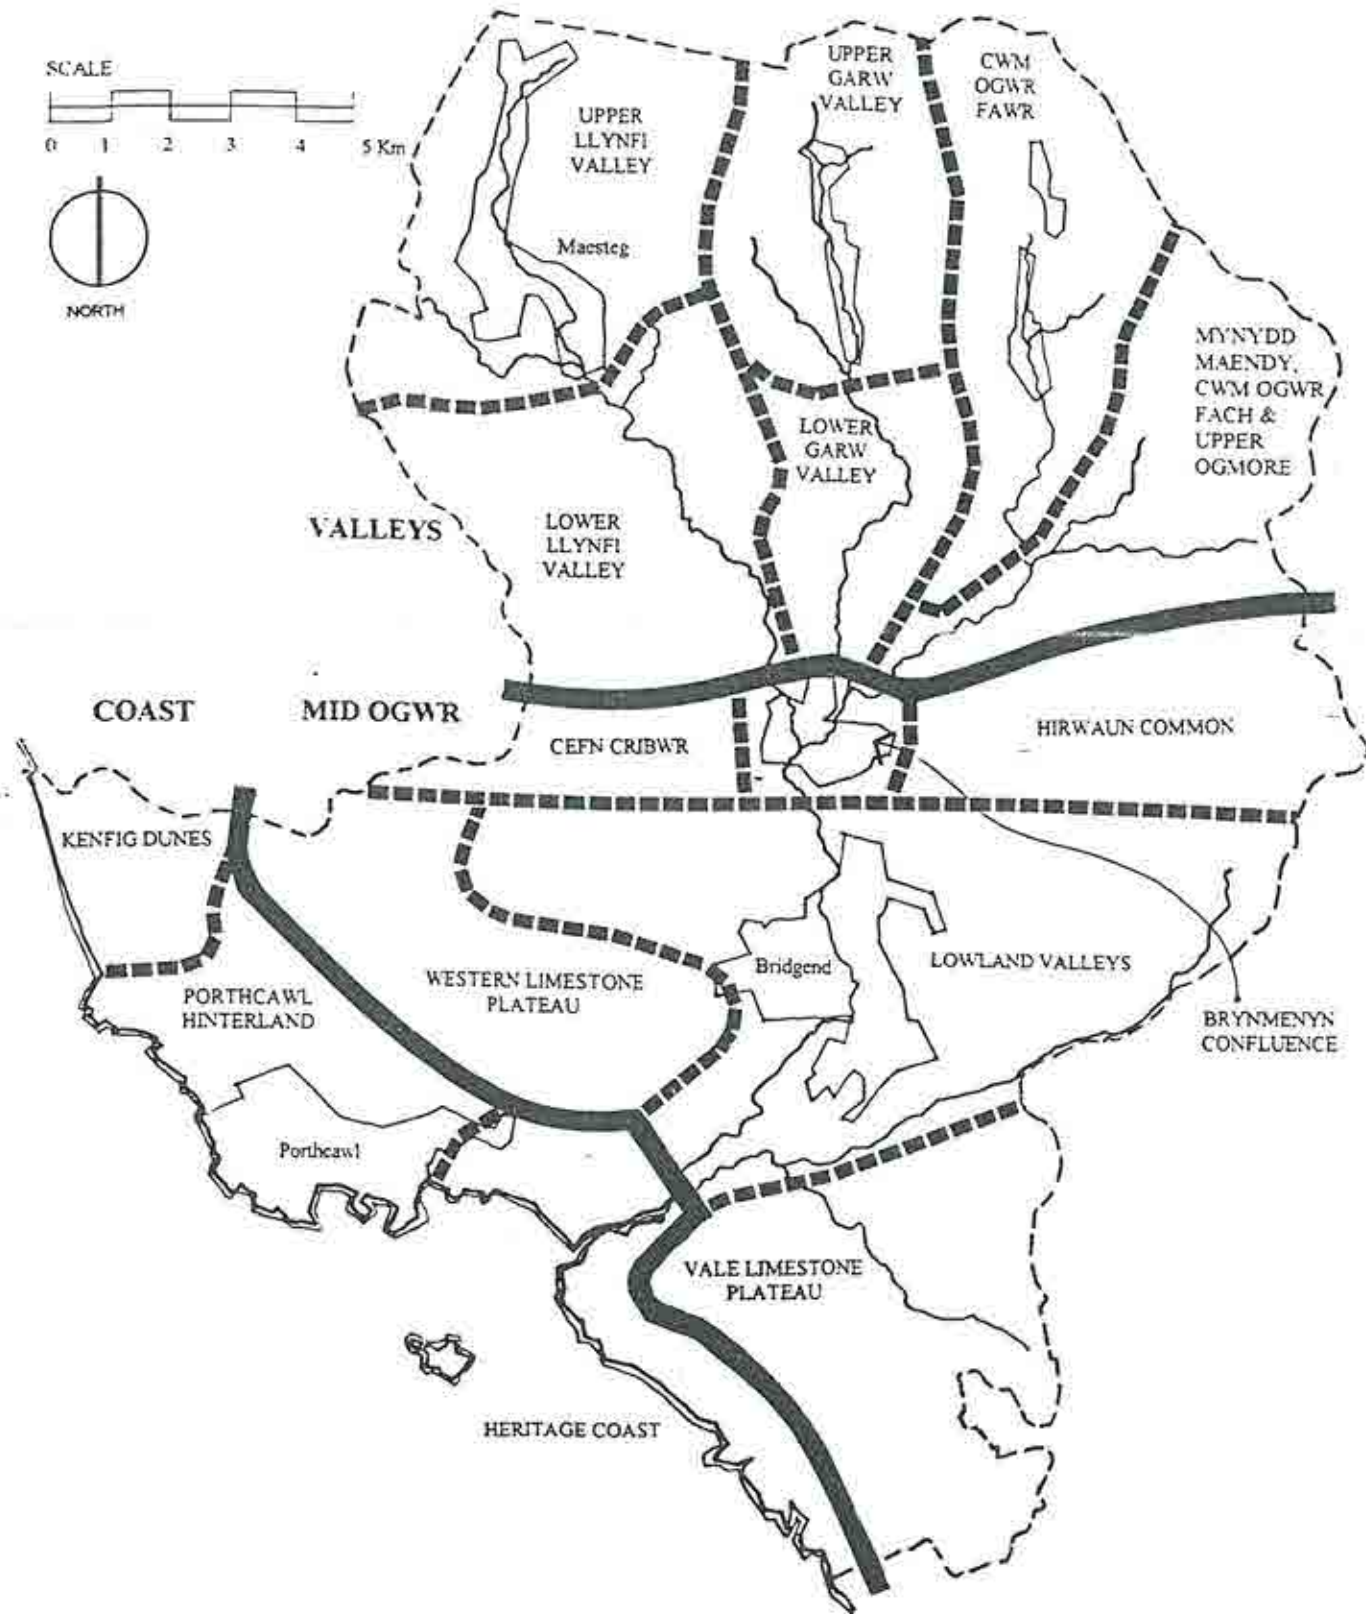 SCALE
0 1 2 3 4 5 Km
NORTH
UPPER
LLYNFI
VALLEY
Maesteg
UPPER
GARW
VALLEY
CWM
OGWR
FAWR
MYNYDD
MAENDY,
CWM OGWR
FACH &
UPPER
OGMORE
LOWER
GARW
VALLEY
VALLEYS
LOWER
LLYNFI
VALLEY
COAST
MID OGWR
CEFN CRIBWR
HIRWAUN COMMON
KENFIG DUNES
PORTHCAWL
HINTERLAND
WESTERN LIMESTONE
PLATEAU
Bridgend
LOWLAND VALLEYS
BRYNMENYN
CONFLUENCE
Porthcawl
VALE LIMESTONE
PLATEAU
HERITAGE COAST